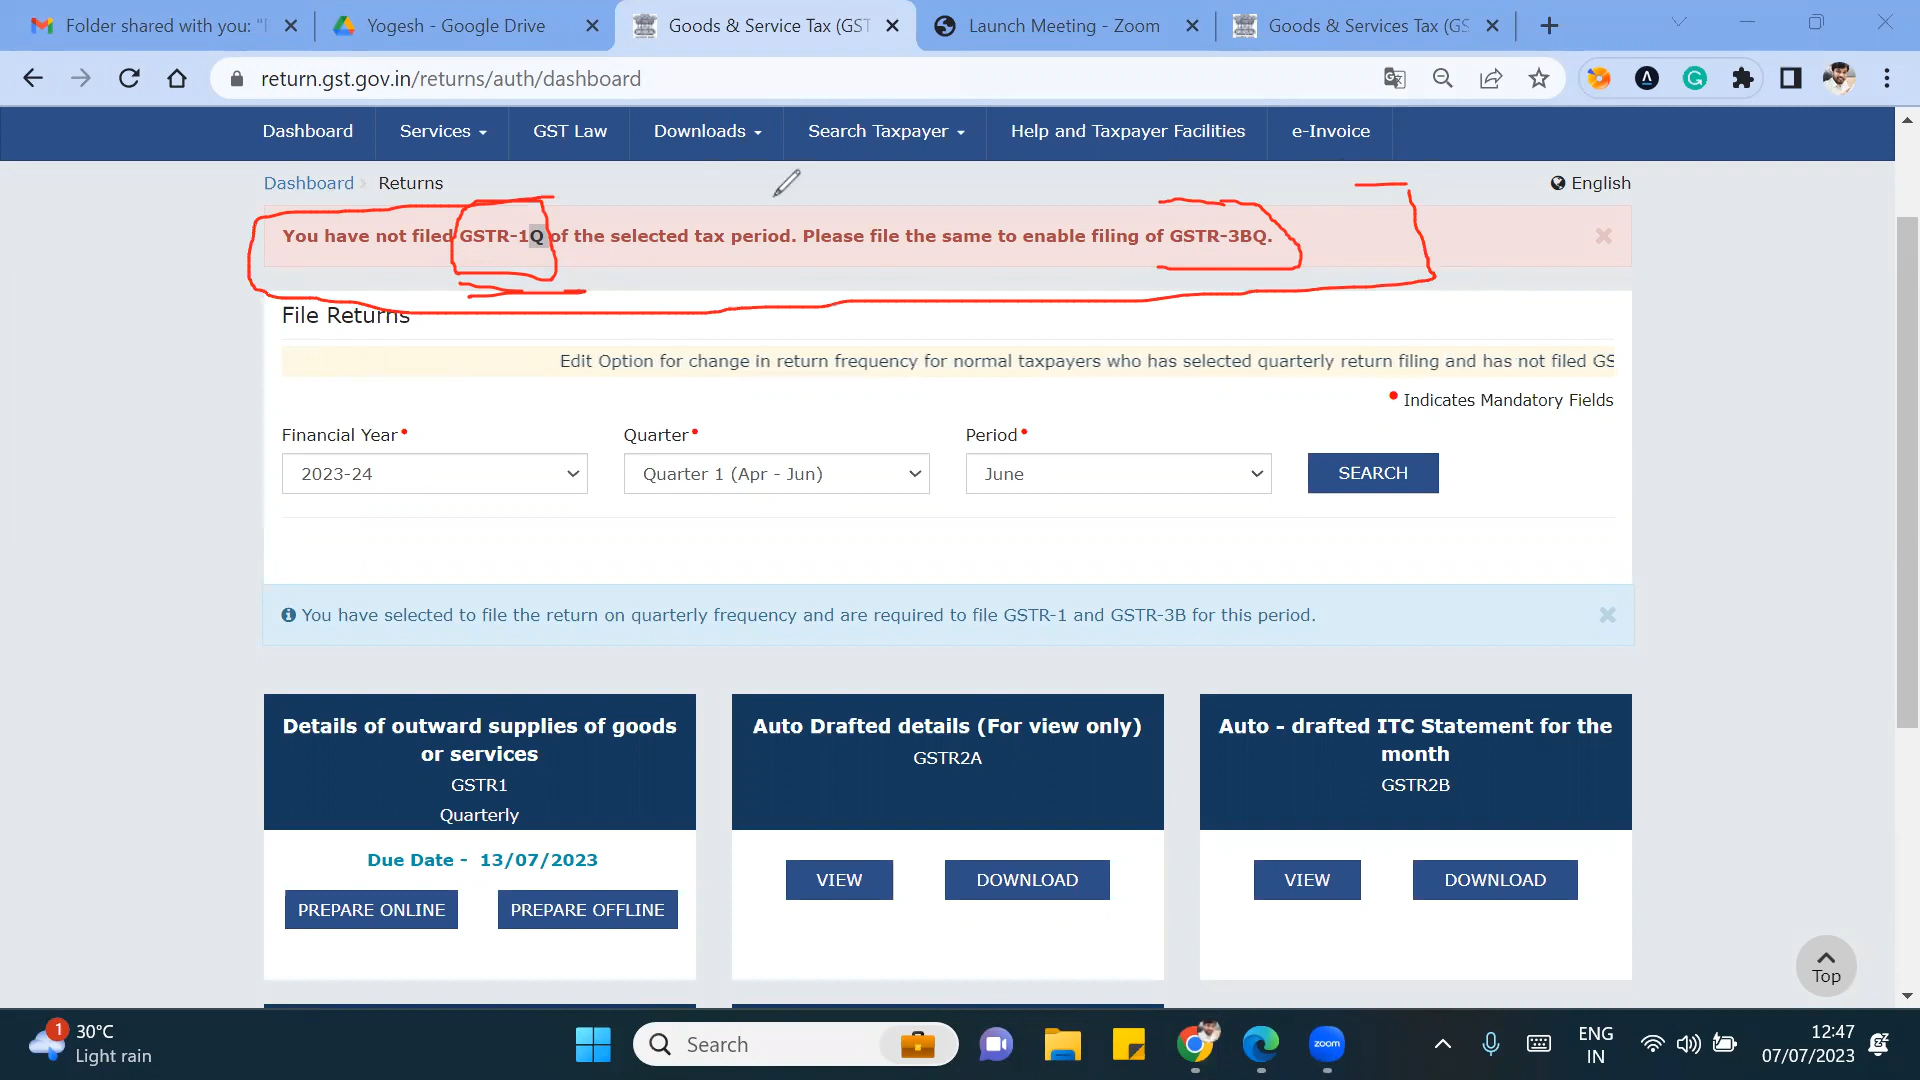 Folder shared with you: "
Yogesh - Google Drive
Goods & Service Tax (GST
Launch Meeting - Zoom
Goods & Services Tax (GS
return.gst.gov.in/returns/auth/dashboard
Dashboard
Services
GST Law
Downloads
Search Taxpayer
Help and Taxpayer Facilities
e-Invoice
Dashboard
Returns
English
You have not filed GSTR-1Q of the selected tax period. Please file the same to enable filing of GSTR-3BQ.
File Returns
Edit Option for change in return frequency for normal taxpayers who has selected quarterly return filing and has not filed GS
Indicates Mandatory Fields
Financial Year
Quarter
Period
2023-24
Quarter 1 (Apr - Jun)
June
SEARCH
You have selected to file the return on quarterly frequency and are required to file GSTR-1 and GSTR-3B for this period.
Details of outward supplies of goods
or services
GSTR1
Quarterly
Due Date - 13/07/2023
PREPARE ONLINE
PREPARE OFFLINE
Auto Drafted details (For view only)
GSTR2A
VIEW
DOWNLOAD
Auto - drafted ITC Statement for the
month
GSTR2B
VIEW
DOWNLOAD
Top
1
30°C
Light rain
Search
zoom
ENG
IN
12:47
07/07/2023